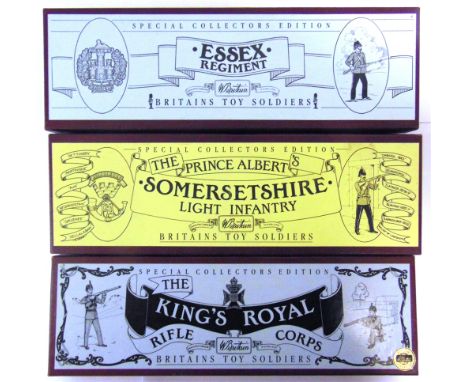 SPECIAL COLLECTORS EDITION
·ESSEX·
REGIMENT
W.Britain
BRITAINS TOY SOLDIERS
SPECIAL COLLECTORS EDITION
THE PRINCE ALBERT'S
·SOMERSETSHIRE·
LIGHT INFANTRY
W.Britain
BRITAINS TOY SOLDIERS
SPECIAL COLLECTORS EDITION
THE
KING'S ROYAL
RIFLE CORPS
W.Britain
BRITAINS TOY SOLDIERS